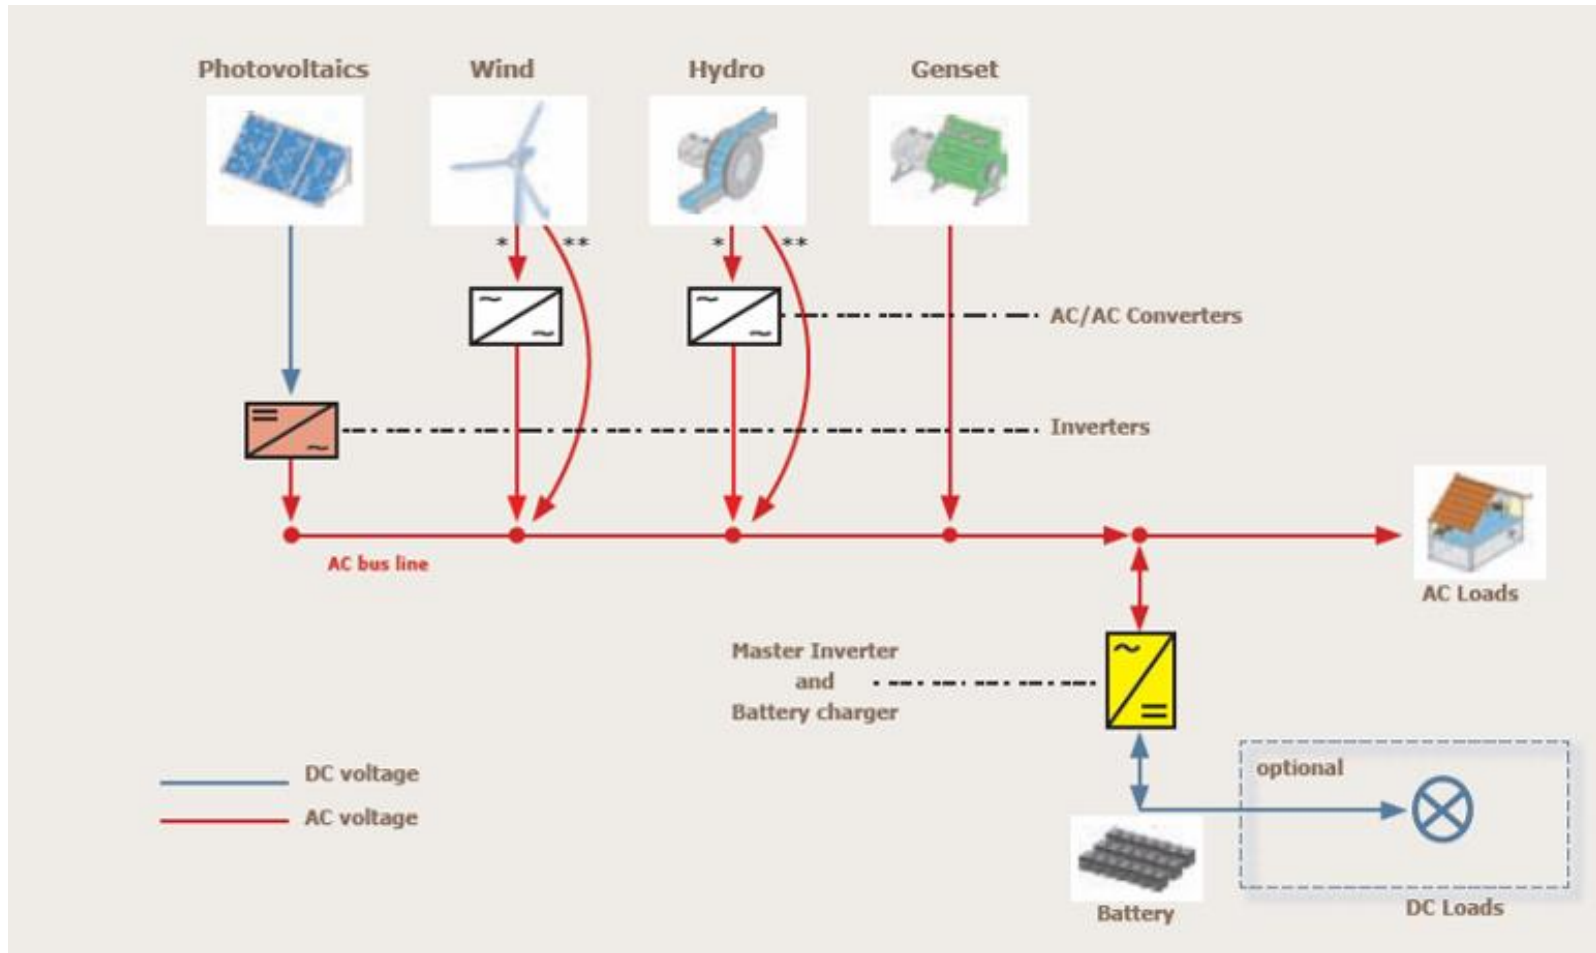 Photovoltaics
Wind
Hydro
Genset
*
**
*
**
AC/AC Converters
Inverters
AC bus line
AC Loads
Master Inverter
and
Battery charger
DC voltage
AC voltage
optional
Battery
DC Loads